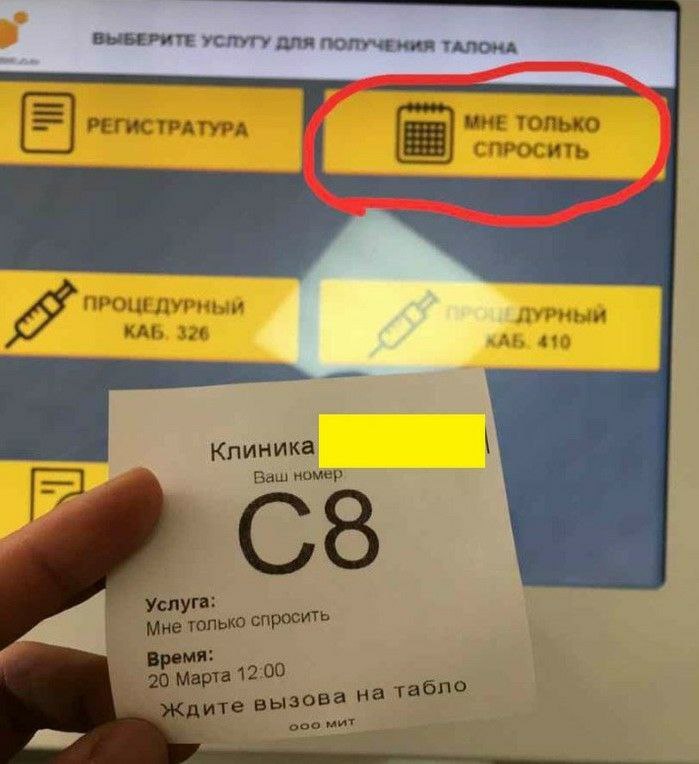 ВЫБЕРИТЕ УСЛУГУ ДЛЯ ПОЛУЧЕНИЯ ТАЛОНА
РЕГИСТРАТУРА
МНЕ ТОЛЬКО
СПРОСИТЬ
ПРОЦЕДУРНЫЙ
КАБ. 326
ПРОЦЕДУРНЫЙ
КАБ. 410
Клиника
Ваш номер
С8
Услуга:
Мне только спросить
Время:
20 Марта 12:00
Ждите вызова на табло
ооо мит